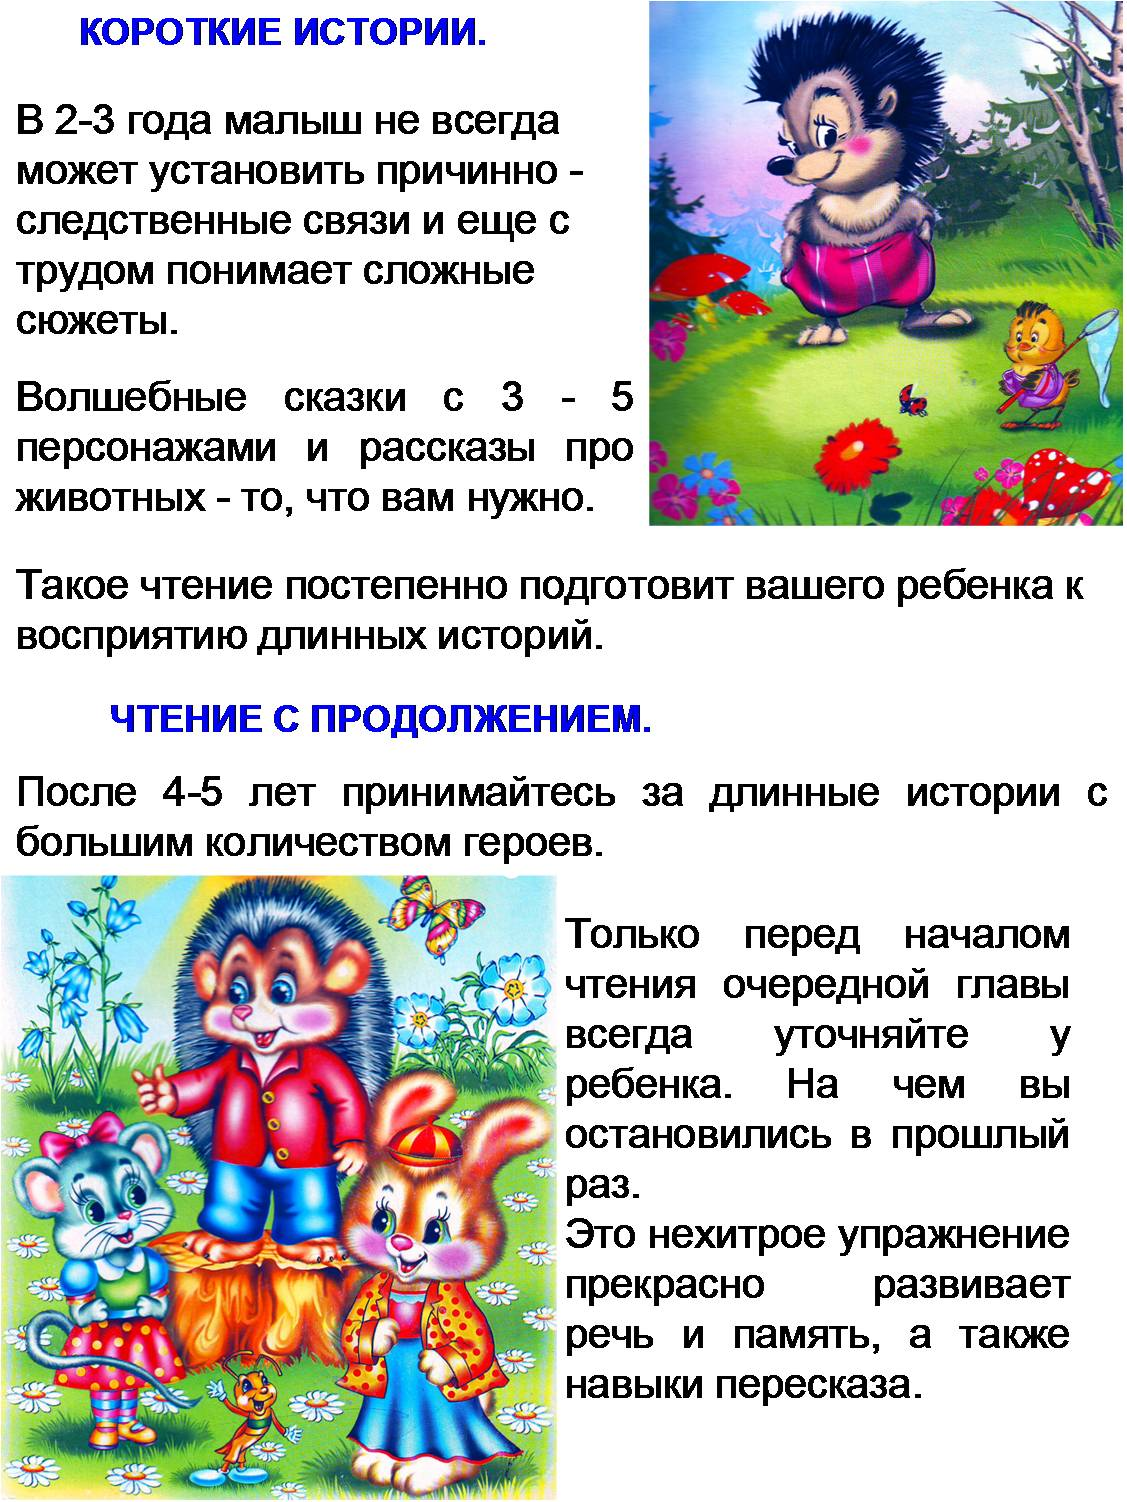 КОРОТКИЕ ИСТОРИИ.
В 2-3 года малыш не всегда
может установить причинно -
следственные связи и еще с
трудом понимает сложные
сюжеты.
Волшебные сказки с 3 - 5
персонажами и рассказы про
животных - то, что вам нужно.
Такое чтение постепенно подготовит вашего ребенка к
восприятию длинных историй.
ЧТЕНИЕ С ПРОДОЛЖЕНИЕМ.
После 4-5 лет принимайтесь за длинные истории с
большим количеством героев.
Только перед началом
чтения очередной главы
всегда уточняйте у
ребенка. На чем вы
остановились в прошлый
раз.
Это нехитрое упражнение
прекрасно развивает
речь и память, а также
навыки пересказа.